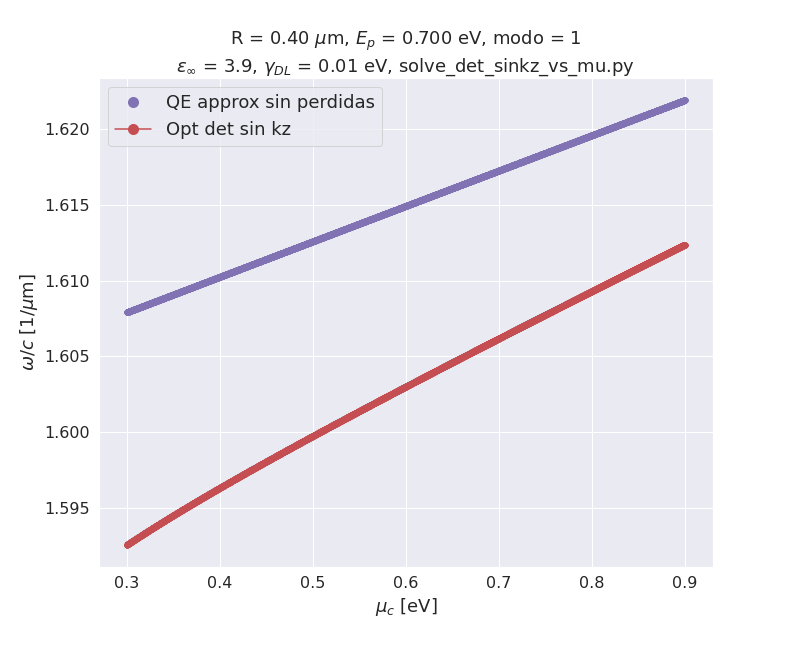 R = 0.40 μm, E_p = 0.700 eV, modo = 1
ε_∞ = 3.9, γ_DL = 0.01 eV, solve_det_sinkz_vs_mu.py
QE approx sin perdidas
Opt det sin kz
1.620
1.615
1.610
1.605
1.600
1.595
ω/c [1/μm]
0.3 0.4 0.5 0.6 0.7 0.8 0.9
μ_c [eV]